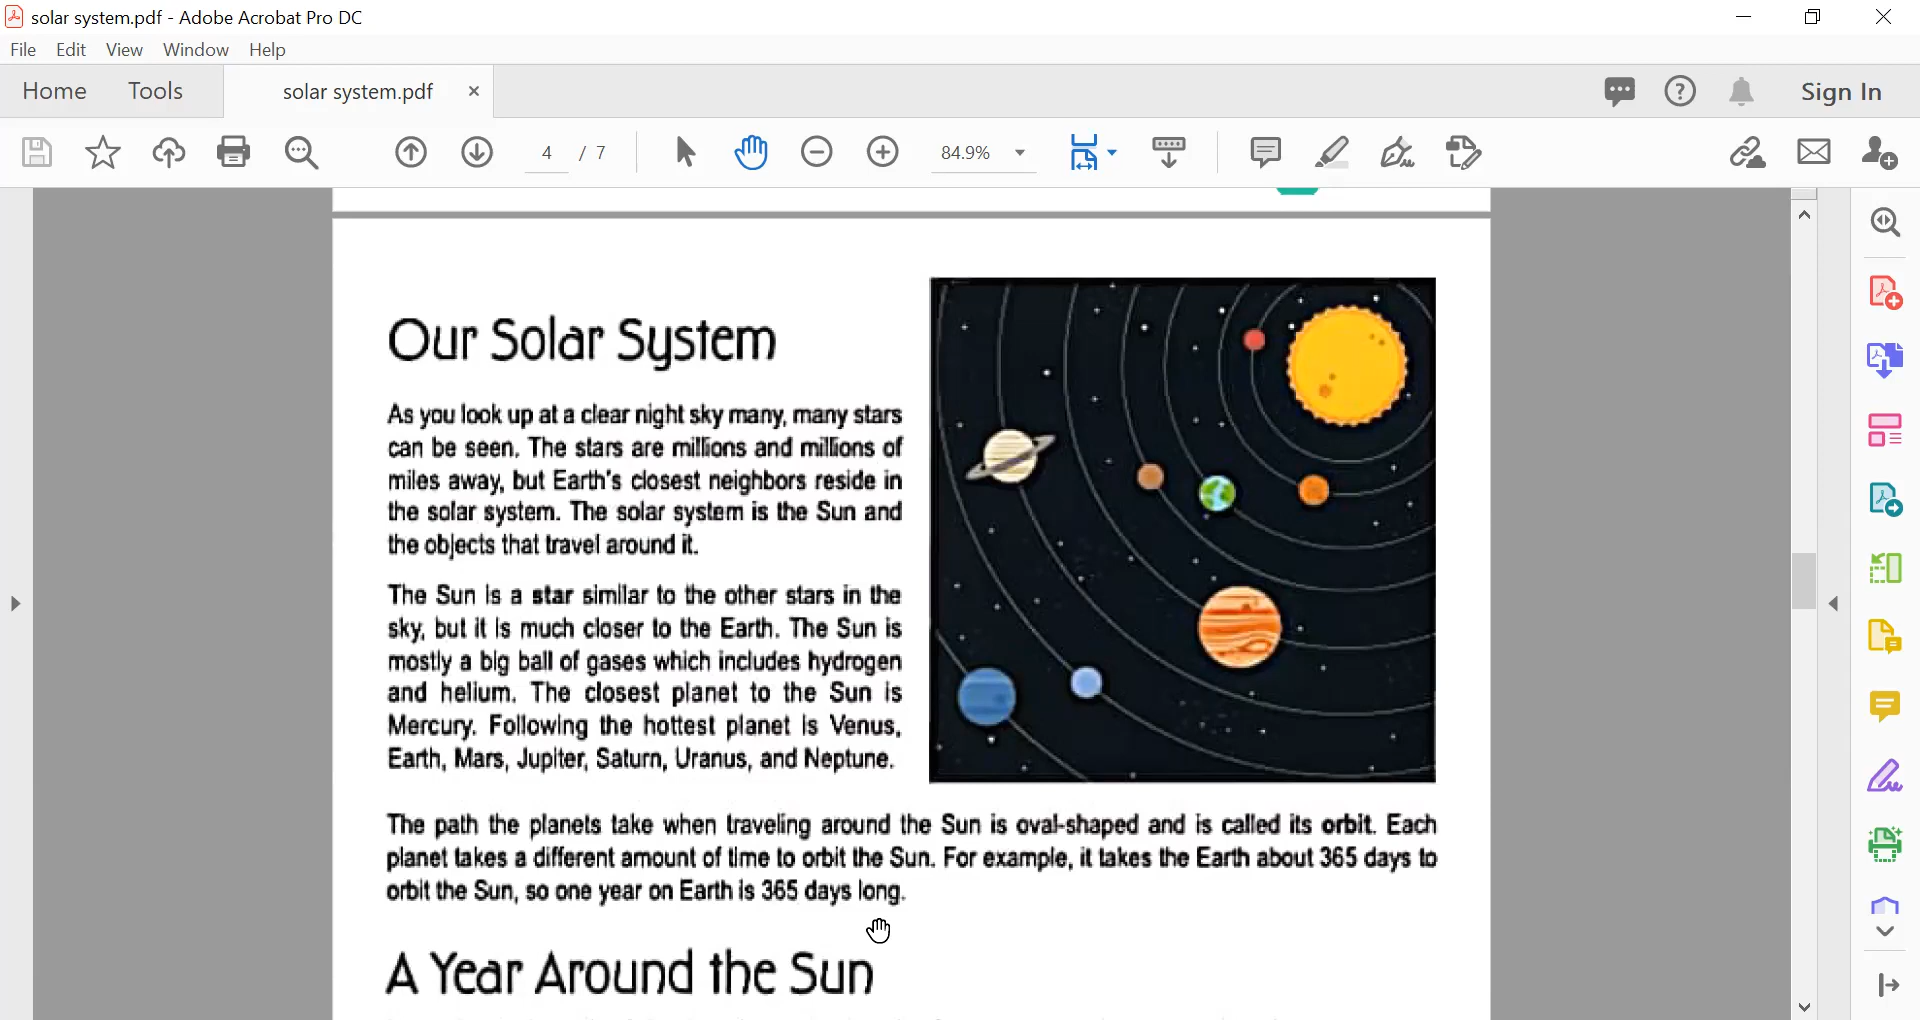 solar system.pdf - Adobe Acrobat Pro DC
File Edit View Window Help
Home Tools solar system.pdf Sign In
4 / 7 84.9%
Our Solar System
As you look up at a clear night sky many, many stars
can be seen. The stars are millions and millions of
miles away, but Earth's closest neighbors reside in
the solar system. The solar system is the Sun and
the objects that travel around it.
The Sun is a star similar to the other stars in the
sky, but it is much closer to the Earth. The Sun is
mostly a big ball of gases which includes hydrogen
and helium. The closest planet to the Sun is
Mercury. Following the hottest planet is Venus,
Earth, Mars, Jupiter, Saturn, Uranus, and Neptune.
The path the planets take when traveling around the Sun is oval-shaped and is called its orbit. Each
planet takes a different amount of time to orbit the Sun. For example, it takes the Earth about 365 days to
orbit the Sun, so one year on Earth is 365 days long.
A Year Around the Sun